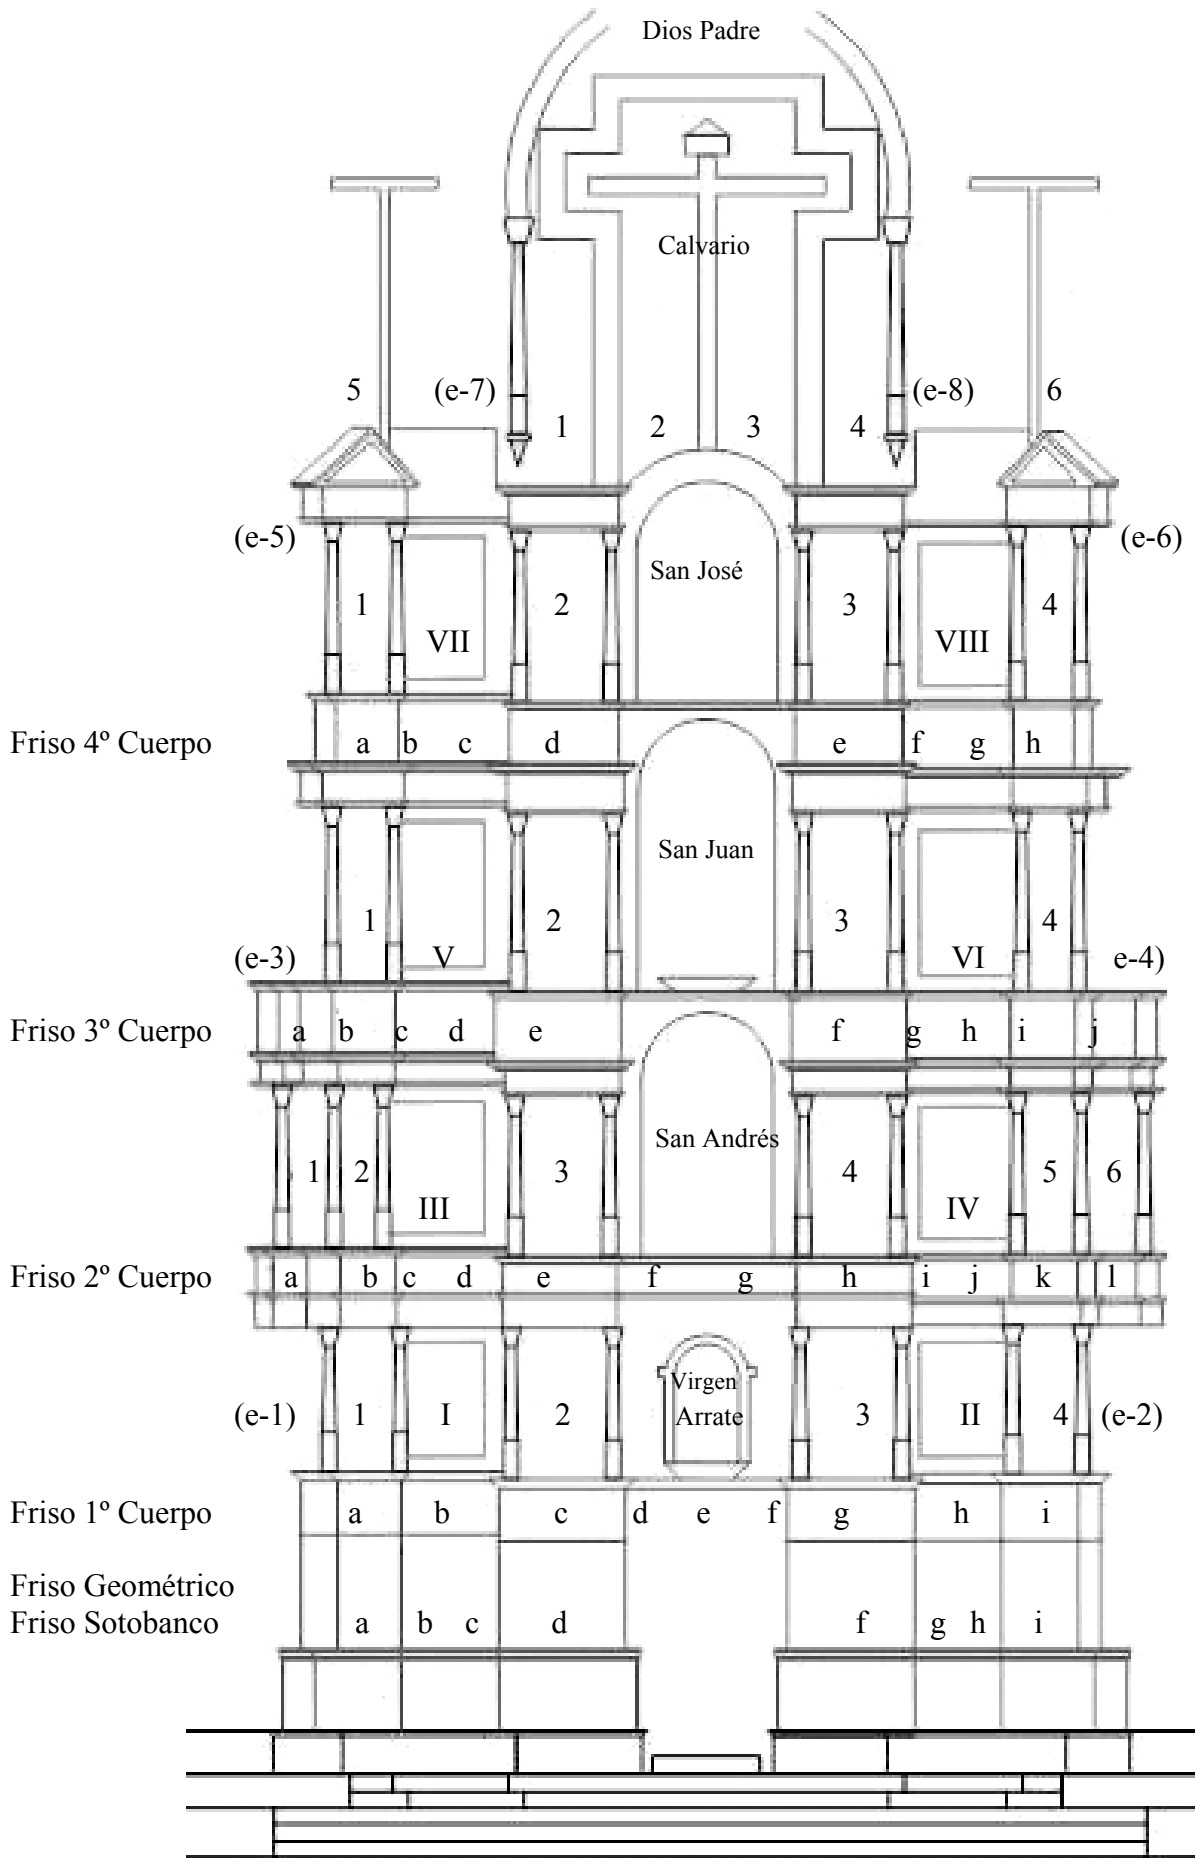 Dios Padre
Calvario
5 (e-7) (e-8) 6
1 2 3 4
(e-5) (e-6)
San José
1 2 3 4
VII VIII
Friso 4º Cuerpo a b c d e f g h
San Juan
1 2 3 4
(e-3) V VI e-4)
Friso 3º Cuerpo a b c d e f g h i j
San Andrés
1 2 3 4 5 6
III IV
Friso 2º Cuerpo a b c d e f g h i j k l
Virgen
Arrate
(e-1) 1 I 2 3 II 4 (e-2)
Friso 1º Cuerpo a b c d e f g h i
Friso Geométrico
Friso Sotobanco a b c d f g h i